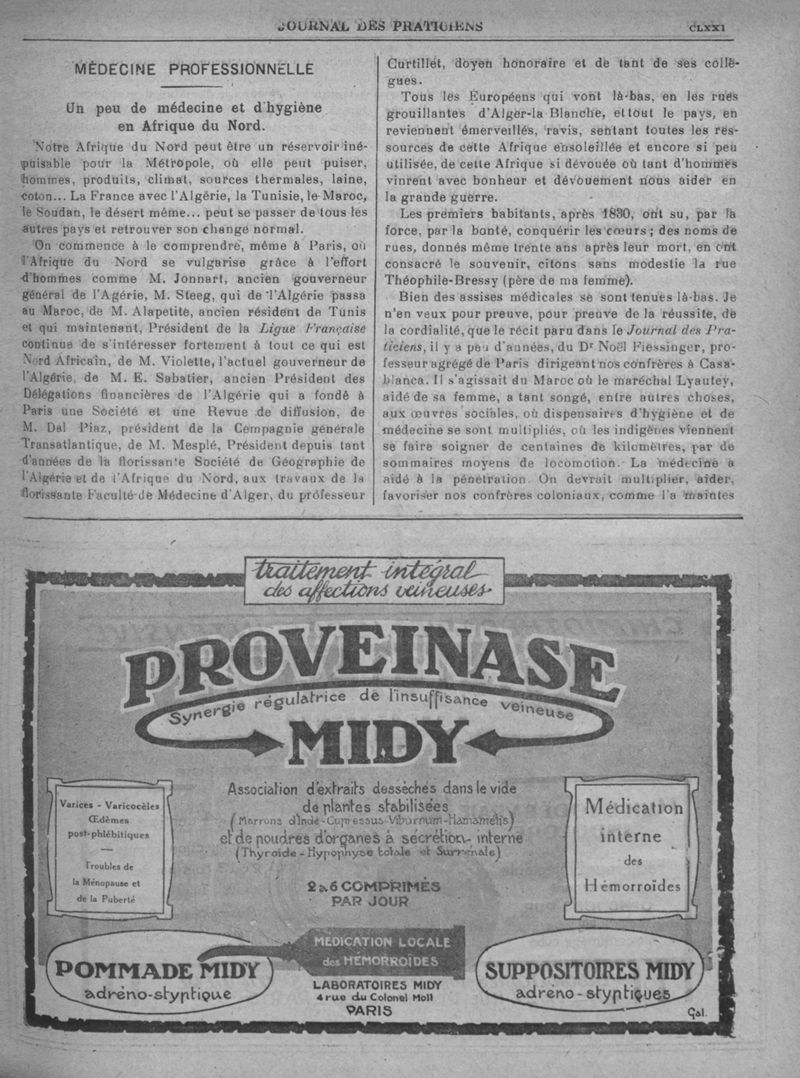 JOURNAL DES PRATICIENS
CLXXI
MÉDECINE PROFESSIONNELLE
Un peu de médecine et d'hygiène
en Afrique du Nord.
Notre Afrique du Nord peut être un réservoir iné-
puisable pour la Métropole, où elle peut puiser,
hommes, produits, climat, sources thermales, laine,
coton... La France avec l'Algérie, la Tunisie, le Maroc,
le Soudan, le désert même... peut se passer de tous les
autres pays et retrouver son change normal.
On commence à le comprendre, même à Paris, où
l'Afrique du Nord se vulgarise grâce à l'effort
d'hommes comme M. Jonnart, ancien gouverneur
général de l'Agérie, M. Steeg, qui de l'Algérie passa
au Maroc, de M. Alapetite, ancien résident de Tunis
et qui maintenant, Président de la Ligue Française
continue de s'intéresser fortement à tout ce qui est
Nord Africain, de M. Violette, l'actuel gouverneur de
l'Algérie, de M. E. Sabatier, ancien Président des
Délégations financières de l'Algérie qui a fondé à
Paris une Société et une Revue de diffusion, de
M. Dal Piaz, président de la Compagnie générale
Transatlantique, de M. Mesplé, Président depuis tant
d'années de la florissante Société de Géographie de
l'Algérie et de l'Afrique du Nord, aux travaux de la
florissante Faculté de Médecine d'Alger, du professeur
Curtillet, doyen honoraire et de tant de ses collè-
gues.
Tous les Européens qui vont là-bas, en les rues
grouillantes d'Alger-la Blanche, et tout le pays, en
reviennent émerveillés, ravis, sentant toutes les res-
sources de cette Afrique ensoleillée et encore si peu
utilisée, de cette Afrique si dévouée où tant d'hommes
vinrent avec bonheur et dévouement nous aider en
la grande guerre.
Les premiers habitants, après 1830, ont su, par la
force, par la bonté, conquérir les cœurs ; des noms de
rues, donnés même trente ans après leur mort, en ont
consacré le souvenir, citons sans modestie la rue
Théophile-Bressy (père de ma femme).
Bien des assises médicales se sont tenues là-bas. Je
n'en veux pour preuve, pour preuve de la réussite, de
la cordialité, que le récit paru dans le Journal des Pra-
ticiens, il y a peu d'années, du Dr Noël Fiessinger, pro-
fesseur agrégé de Paris dirigeant nos confrères à Casa-
blanca. Il s'agissait du Maroc où le maréchal Lyautey,
aidé de sa femme, a tant songé, entre autres choses,
aux œuvres sociales, où dispensaires d'hygiène et de
médecine se sont multipliés, où les indigènes viennent
se faire soigner de centaines de kilomètres, par de
sommaires moyens de locomotion. La médecine a
aidé à la pénétration. On devrait multiplier, aider,
favoriser nos confrères coloniaux, comme l'a maintes
traitement intégral
des affections veineuses
PROVEINASE
Synergie régulatrice de l'insuffisance veineuse
MIDY
Association d'extraits desséchés dans le vide
de plantes stabilisées
(Marrons d'Inde-Cupressus-Viburnum-Hamamélis)
et de poudres d'organes à sécrétion interne
(Thyroïde-Hypophyse totale et Surrénale)
2 à 6 COMPRIMÉS
PAR JOUR
Varices - Varicocèles
Œdèmes
post-phlébitiques
Troubles de
la Ménopause et
de la Puberté
Médication
interne
des
Hémorroïdes
MÉDICATION LOCALE
des HÉMORROÏDES
POMMADE MIDY
adréno-styptique
SUPPOSITOIRES MIDY
adréno-styptiques
LABORATOIRES MIDY
4 rue du Colonel Moll
PARIS
Gal.